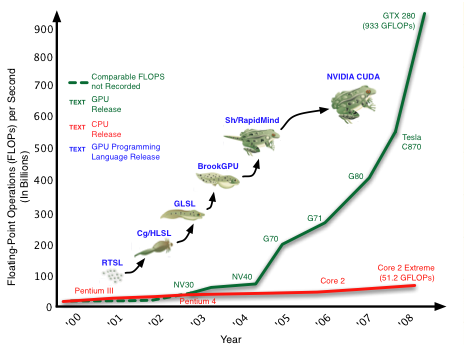 GTX 280
(933 GFLOPs)
900
800
700
600
500
400
300
200
100
0
Floating-Point Operations (FLOPs) per Second
(In Billions)
Comparable FLOPS
not Recorded
TEXT GPU
Release
TEXT CPU
Release
TEXT GPU Programming
Language Release
NVIDIA CUDA
Sh/RapidMind
BrookGPU
GLSL
Cg/HLSL
RTSL
Tesla
C870
G80
G71
G70
NV40
NV30
Pentium III
Pentium 4
Core 2
Core 2 Extreme
(51.2 GFLOPs)
'00
'01
'02
'03
'04
'05
'06
'07
'08
Year